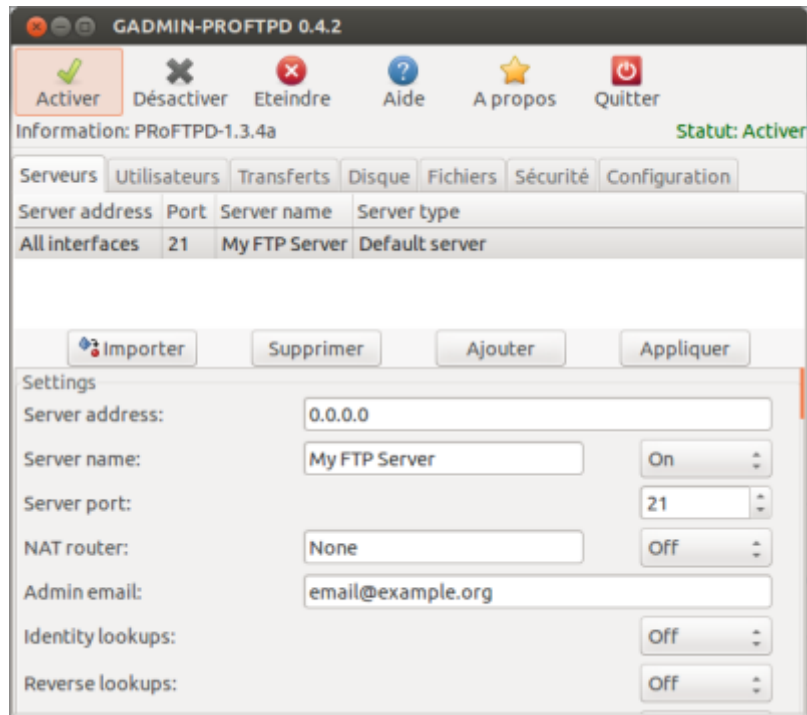 GADMIN-PROFTPD 0.4.2
Activer Désactiver Eteindre Aide A propos Quitter
Information: PRoFTPD-1.3.4a Statut: Activer
Serveurs Utilisateurs Transferts Disque Fichiers Sécurité Configuration
Server address Port Server name Server type
All interfaces 21 My FTP Server Default server
Importer Supprimer Ajouter Appliquer
Settings
Server address: 0.0.0.0
Server name: My FTP Server On
Server port: 21
NAT router: None Off
Admin email: email@example.org
Identity lookups: Off
Reverse lookups: Off